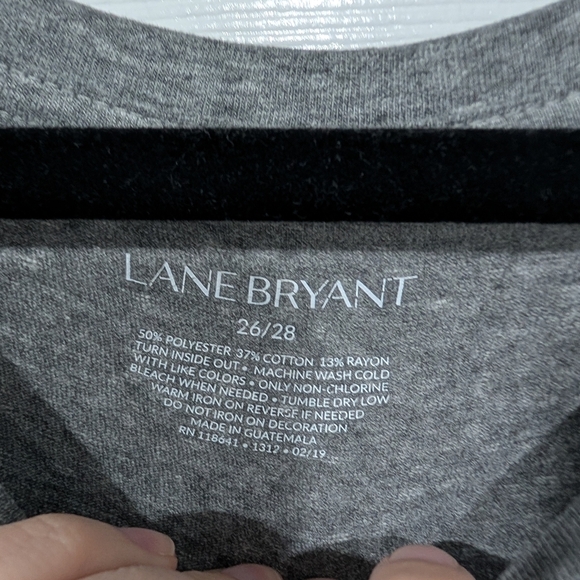 LANE BRYANT
26/28
50% POLYESTER 37% COTTON 13% RAYON
TURN INSIDE OUT • MACHINE WASH COLD
WITH LIKE COLORS • ONLY NON-CHLORINE
BLEACH WHEN NEEDED • TUMBLE DRY LOW
WARM IRON ON REVERSE IF NEEDED
DO NOT IRON ON DECORATION
MADE IN GUATEMALA
RN 118641 • 1312 • 02/19